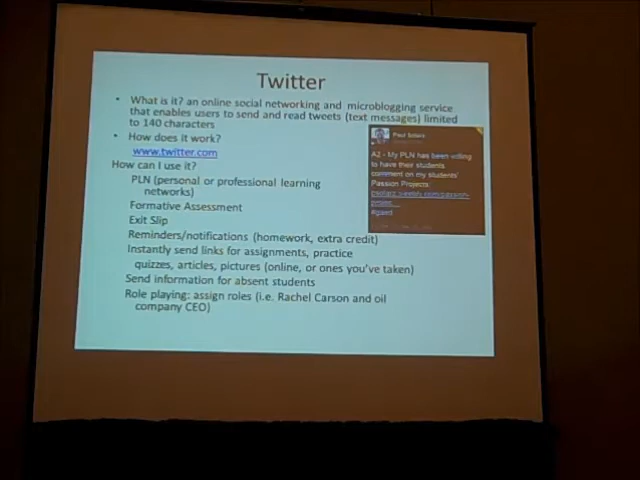 Twitter
• What is it? an online social networking and microblogging service
that enables users to send and read tweets (text messages) limited
to 140 characters
• How does it work?
www.twitter.com
How can I use it?
PLN (personal or professional learning
networks)
Formative Assessment
Exit Slip
Reminders/notifications (homework, extra credit)
Instantly send links for assignments, practice
quizzes, articles, pictures (online, or ones you've taken)
Send information for absent students
Role playing: assign roles (i.e. Rachel Carson and oil
company CEO)
Paul
A2 - My PLN has been willing
to have their students
comment on my students'
Passion Projects: